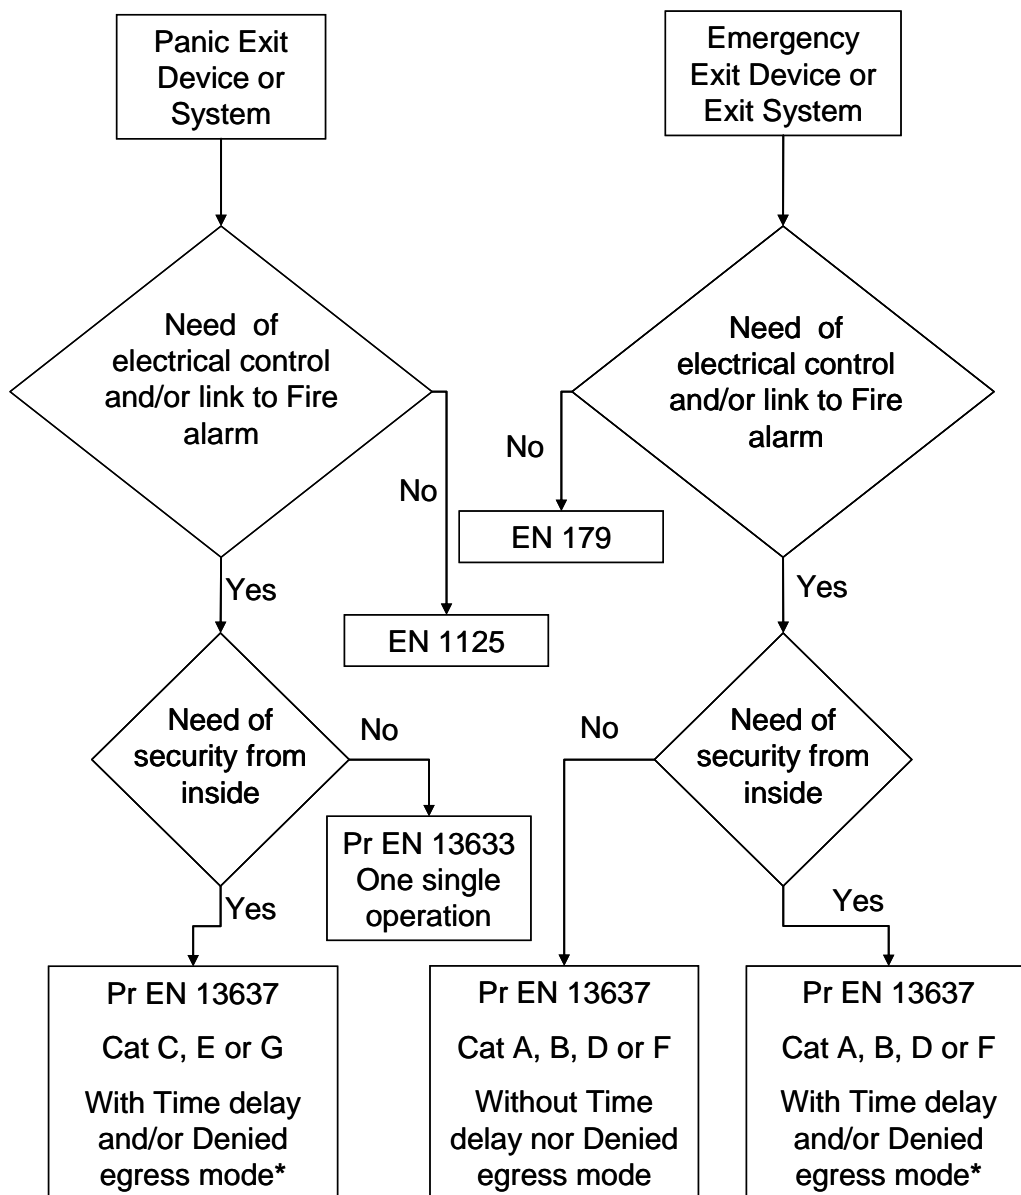 Panic Exit
Device or
System
Emergency
Exit Device or
Exit System
Need of
electrical control
and/or link to Fire
alarm
Need of
electrical control
and/or link to Fire
alarm
No
No
EN 179
Yes
Yes
EN 1125
Need of
security from
inside
No
No
Need of
security from
inside
Pr EN 13633
One single
operation
Yes
Yes
Pr EN 13637
Cat C, E or G
With Time delay
and/or Denied
egress mode*
Pr EN 13637
Cat A, B, D or F
Without Time
delay nor Denied
egress mode
Pr EN 13637
Cat A, B, D or F
With Time delay
and/or Denied
egress mode*